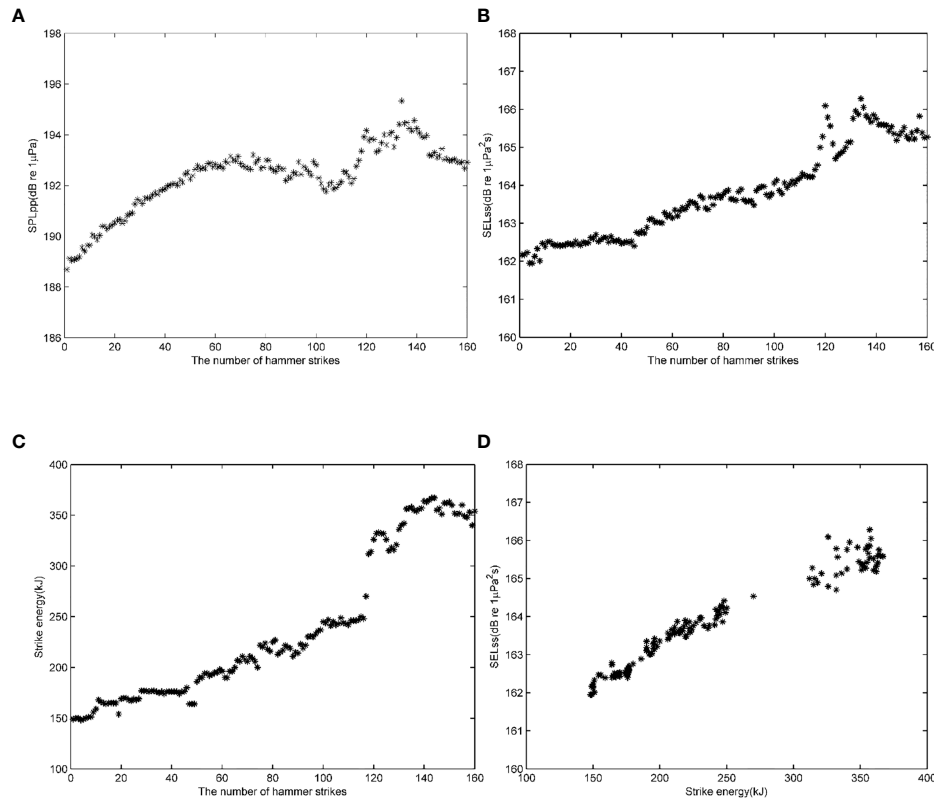 A
198
196
194
192
190
188
186
SPLpp(dB re 1μPa)
0 20 40 60 80 100 120 140 160
The number of hammer strikes
B
168
167
166
165
164
163
162
161
160
SELss(dB re 1μPa²s)
0 20 40 60 80 100 120 140 160
The number of hammer strikes
C
400
350
300
250
200
150
100
Strike energy(kJ)
0 20 40 60 80 100 120 140 160
The number of hammer strikes
D
168
167
166
165
164
163
162
161
160
SELss(dB re 1μPa²s)
100 150 200 250 300 350 400
Strike energy(kJ)